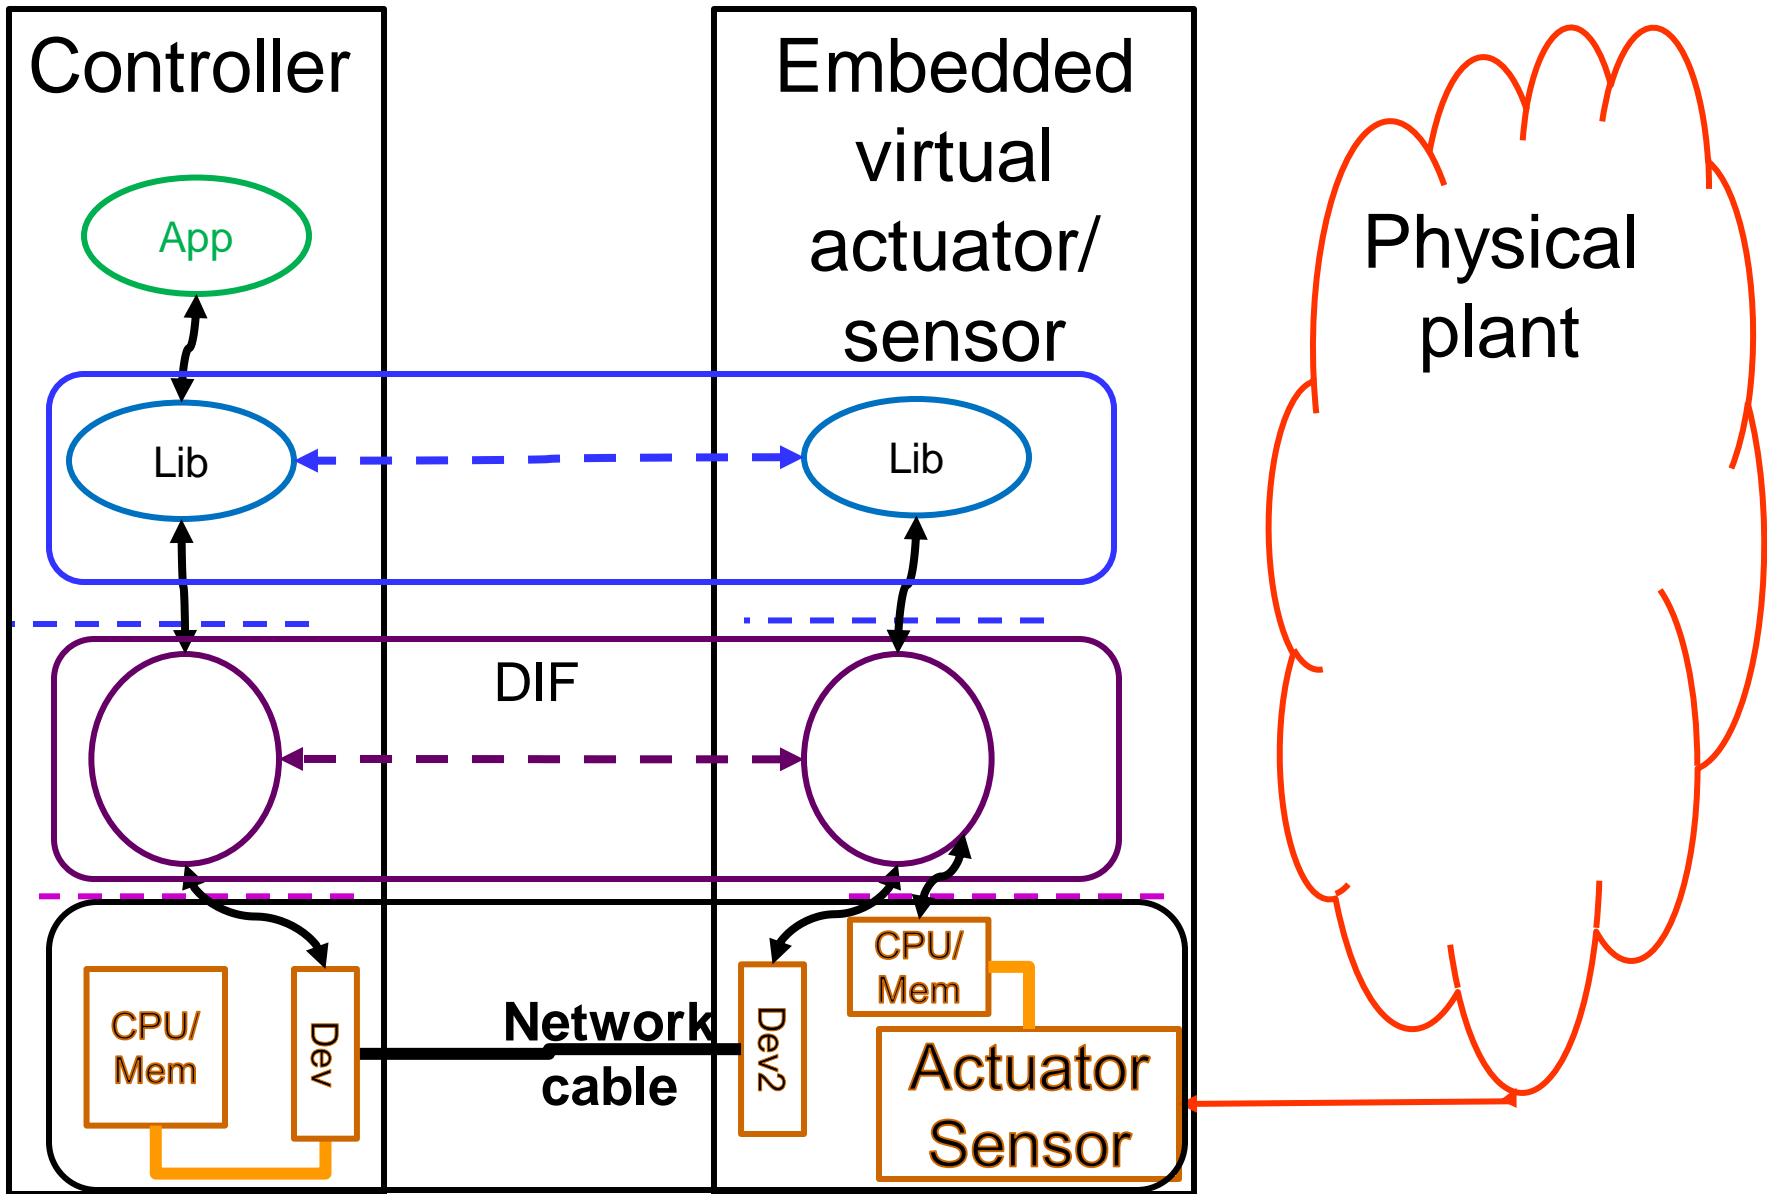 Controller
Embedded
virtual
actuator/
sensor
Physical
plant
App
Lib
Lib
DIF
CPU/
Mem
Dev
Network
cable
Dev2
CPU/
Mem
Actuator
Sensor